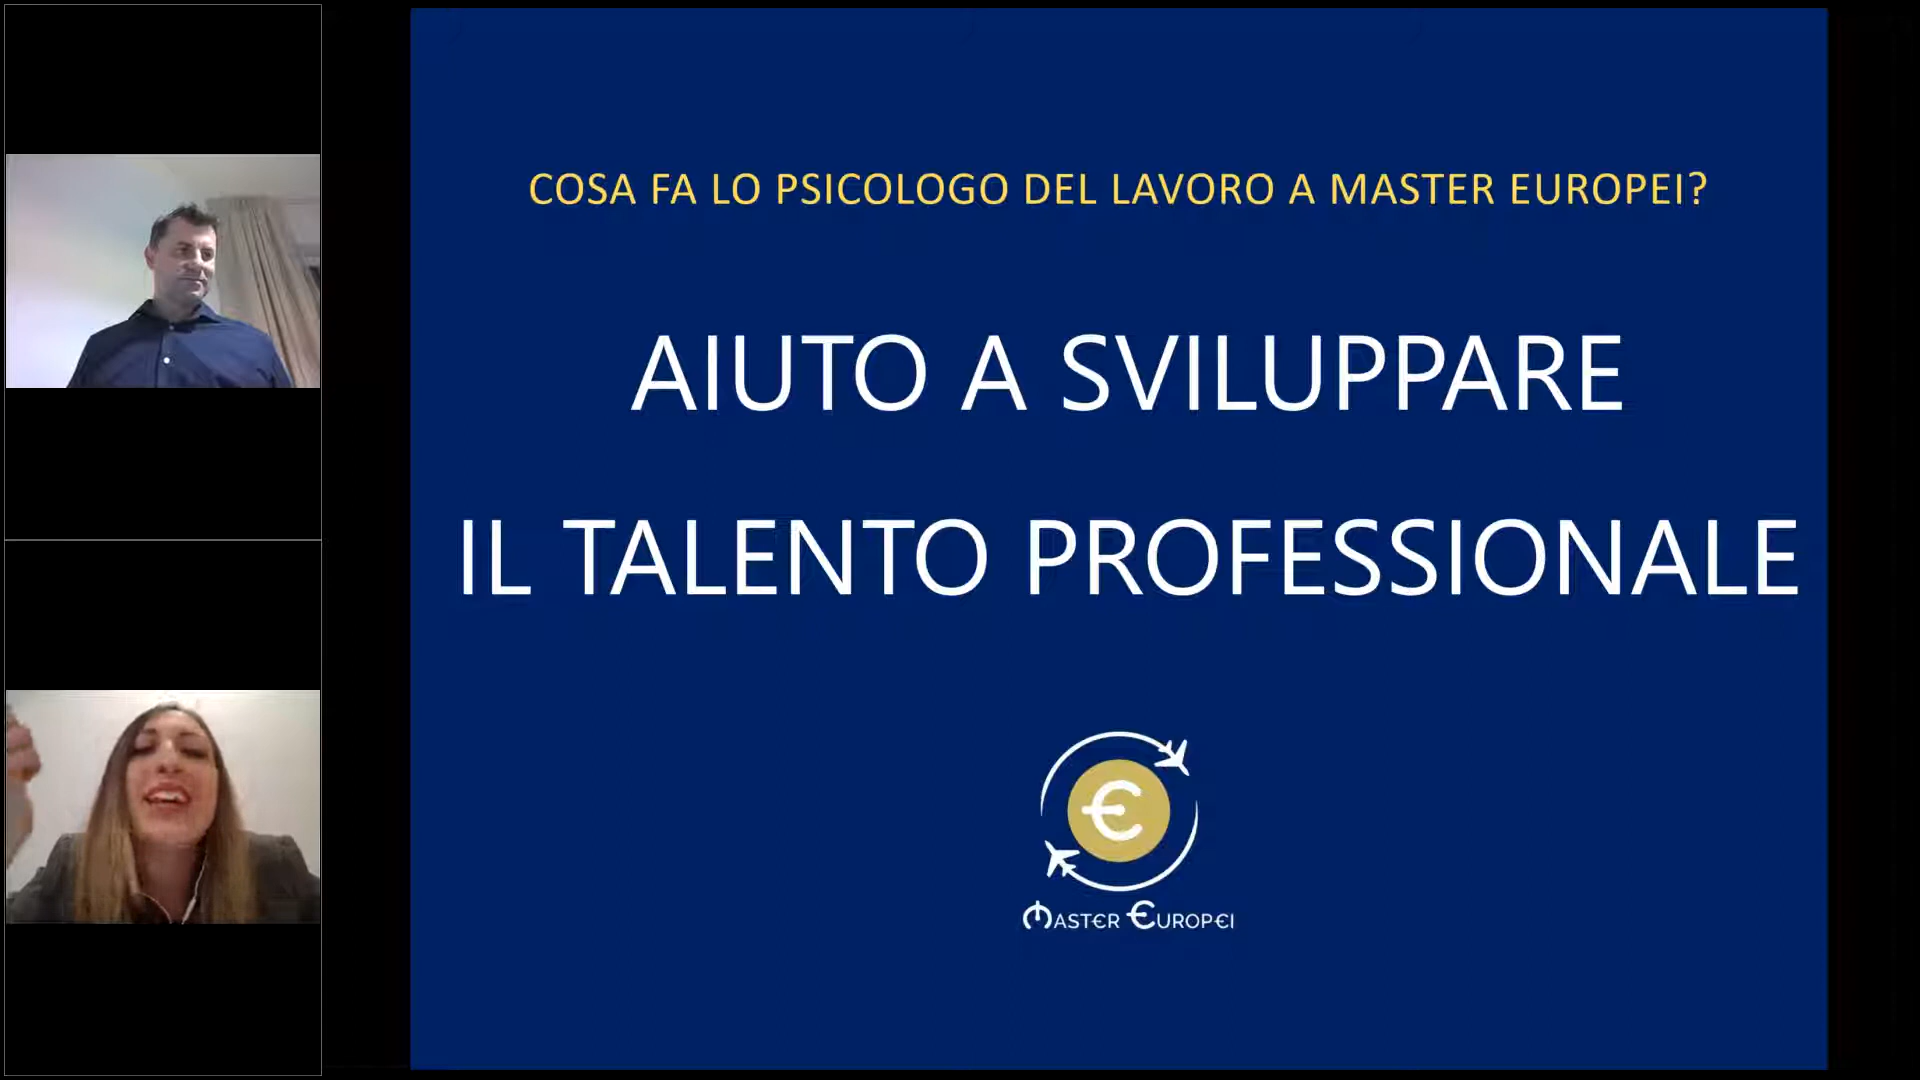 COSA FA LO PSICOLOGO DEL LAVORO A MASTER EUROPEI?
AIUTO A SVILUPPARE
IL TALENTO PROFESSIONALE
€
MASTER EUROPEI